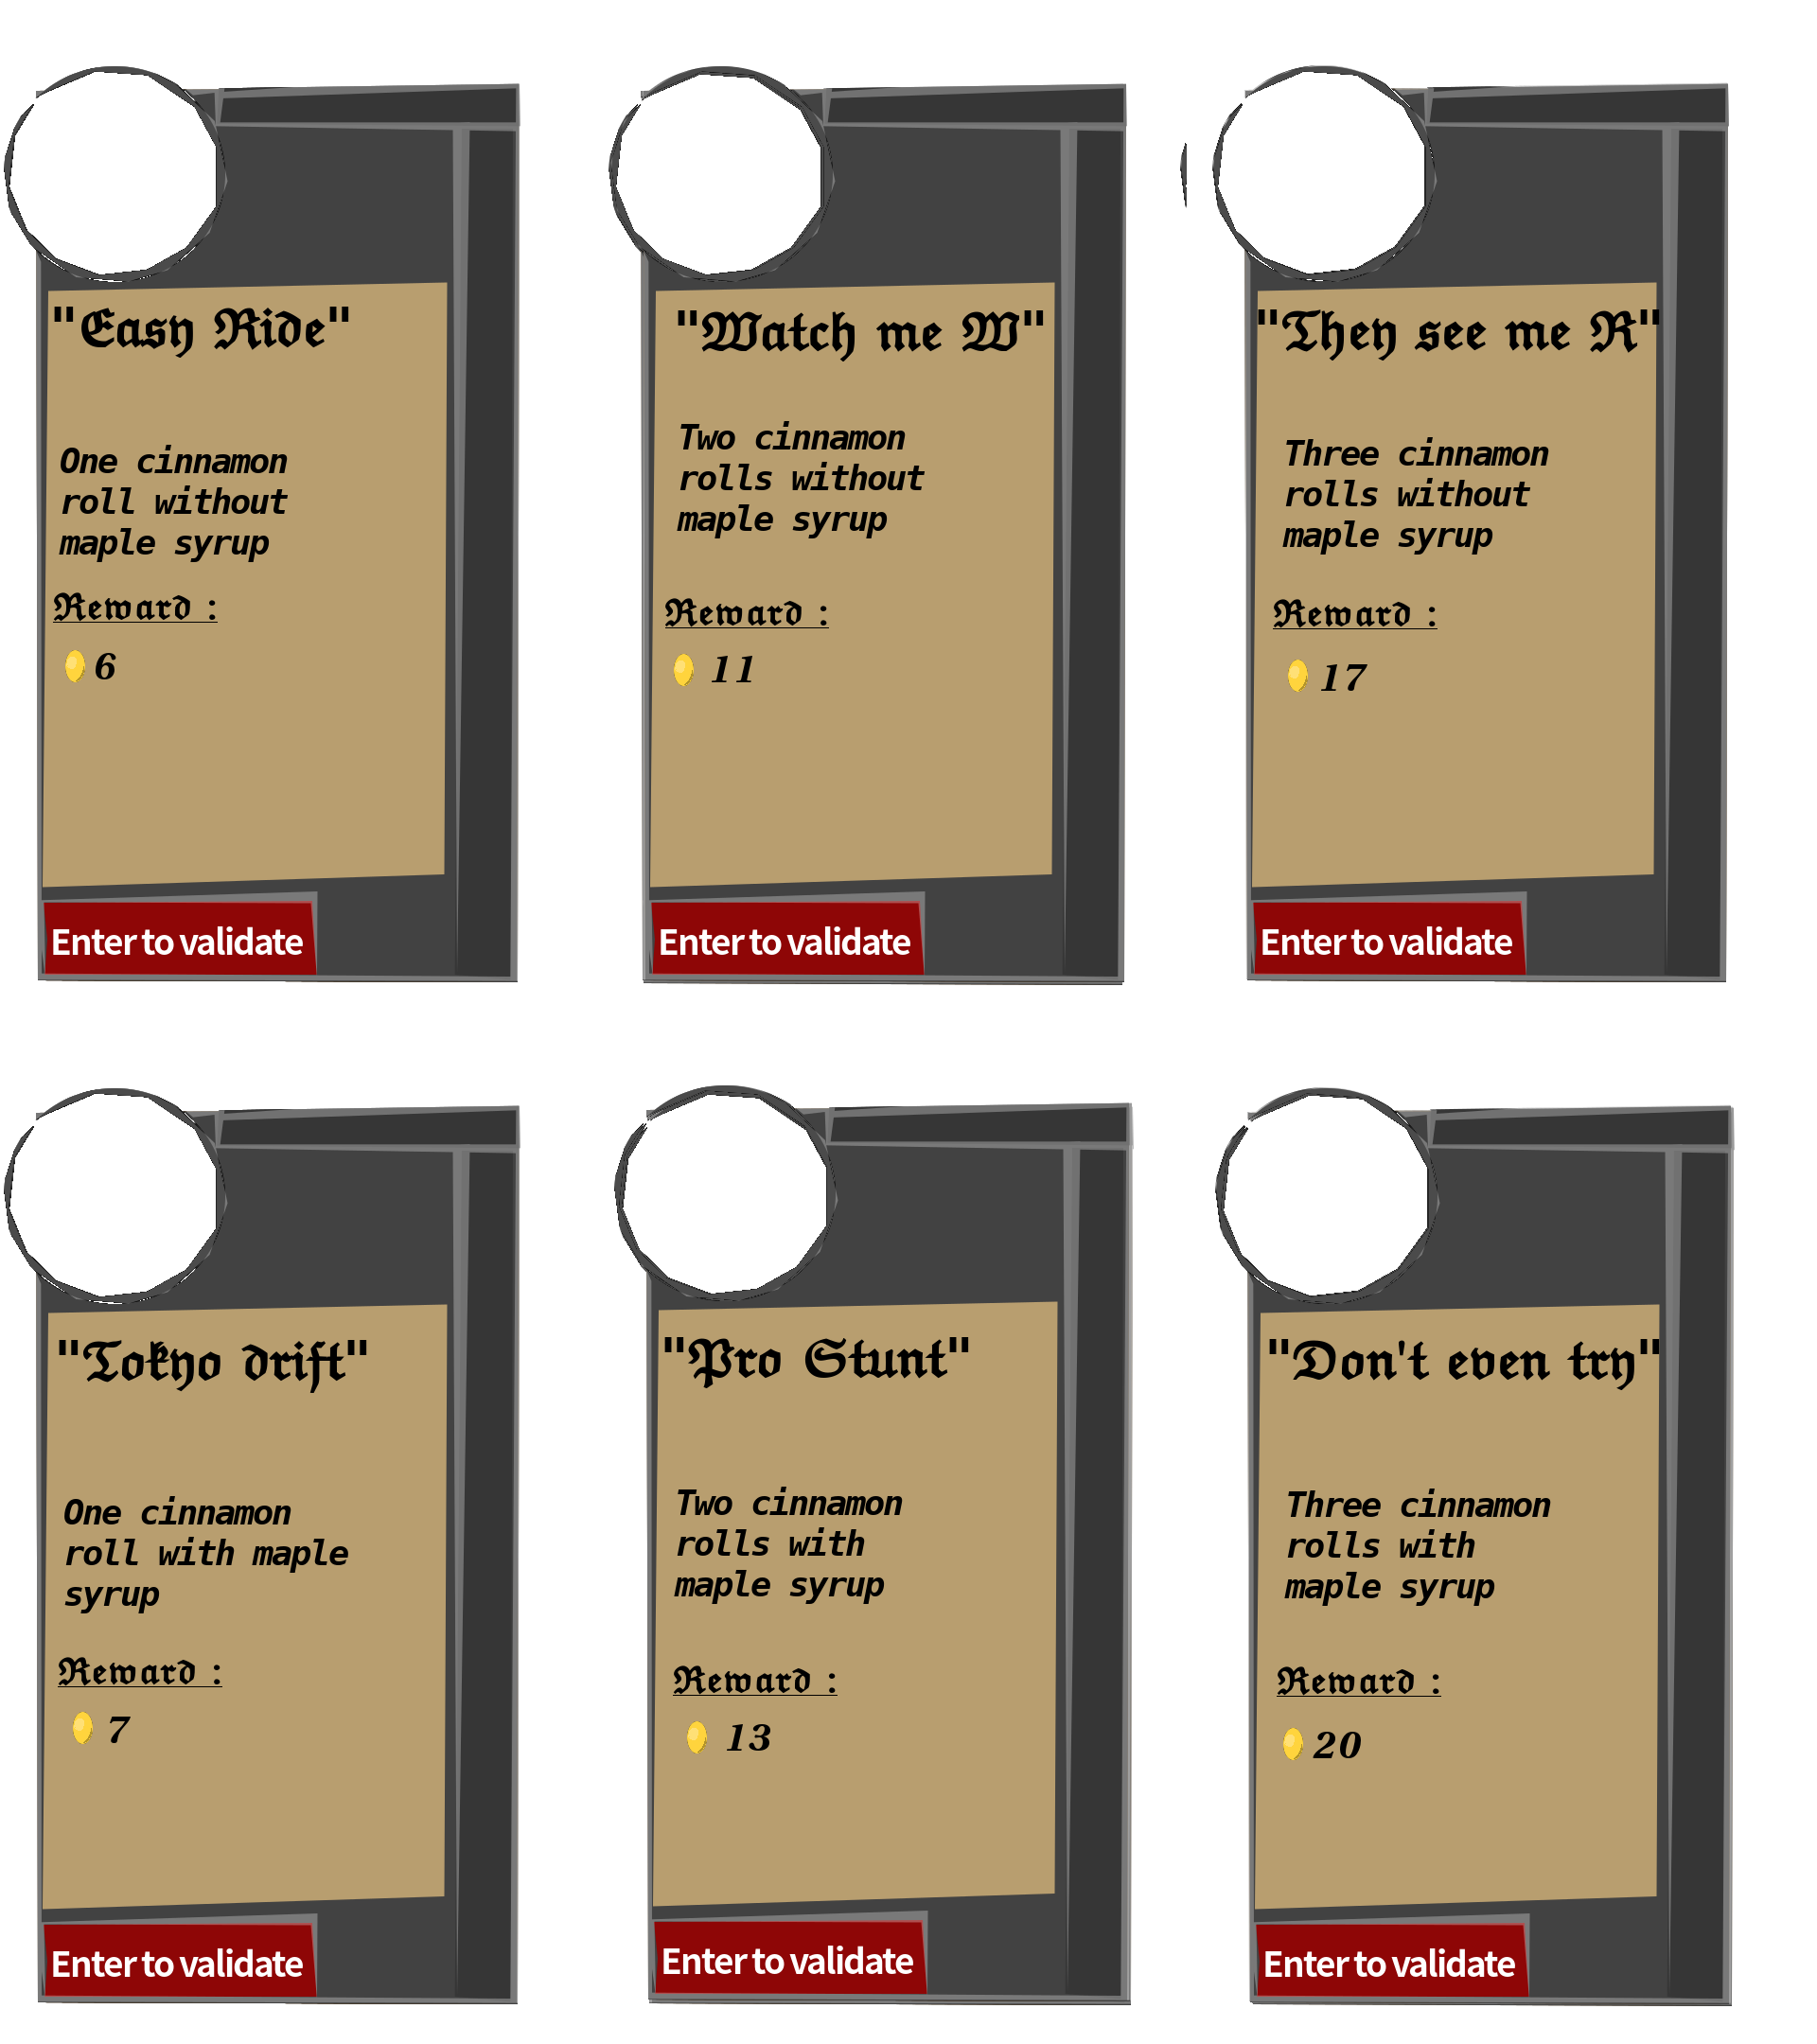 "Easy Ride"
One cinnamon
roll without
maple syrup
Reward :
6
Enter to validate
"Watch me W"
Two cinnamon
rolls without
maple syrup
Reward :
11
Enter to validate
"They see me R"
Three cinnamon
rolls without
maple syrup
Reward :
17
Enter to validate
"Tokyo drift"
One cinnamon
roll with maple
syrup
Reward :
7
Enter to validate
"Pro Stunt"
Two cinnamon
rolls with
maple syrup
Reward :
13
Enter to validate
"Don't even try"
Three cinnamon
rolls with
maple syrup
Reward :
20
Enter to validate